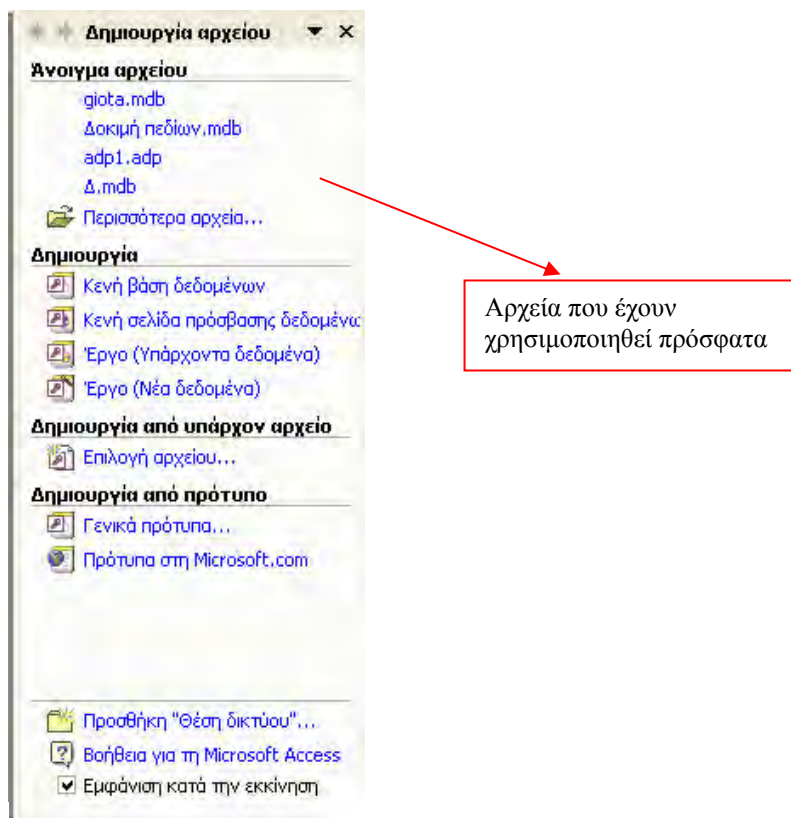 Δημιουργία αρχείου
Άνοιγμα αρχείου
giota.mdb
Δοκιμή πεδίων.mdb
adp1.adp
Δ.mdb
Περισσότερα αρχεία...
Δημιουργία
Κενή βάση δεδομένων
Κενή σελίδα πρόσβασης δεδομένω
Έργο (Υπάρχοντα δεδομένα)
Έργο (Νέα δεδομένα)
Δημιουργία από υπάρχον αρχείο
Επιλογή αρχείου...
Δημιουργία από πρότυπο
Γενικά πρότυπα...
Πρότυπα στη Microsoft.com
Προσθήκη "Θέση δικτύου"...
Βοήθεια για τη Microsoft Access
Εμφάνιση κατά την εκκίνηση
Αρχεία που έχουν
χρησιμοποιηθεί πρόσφατα